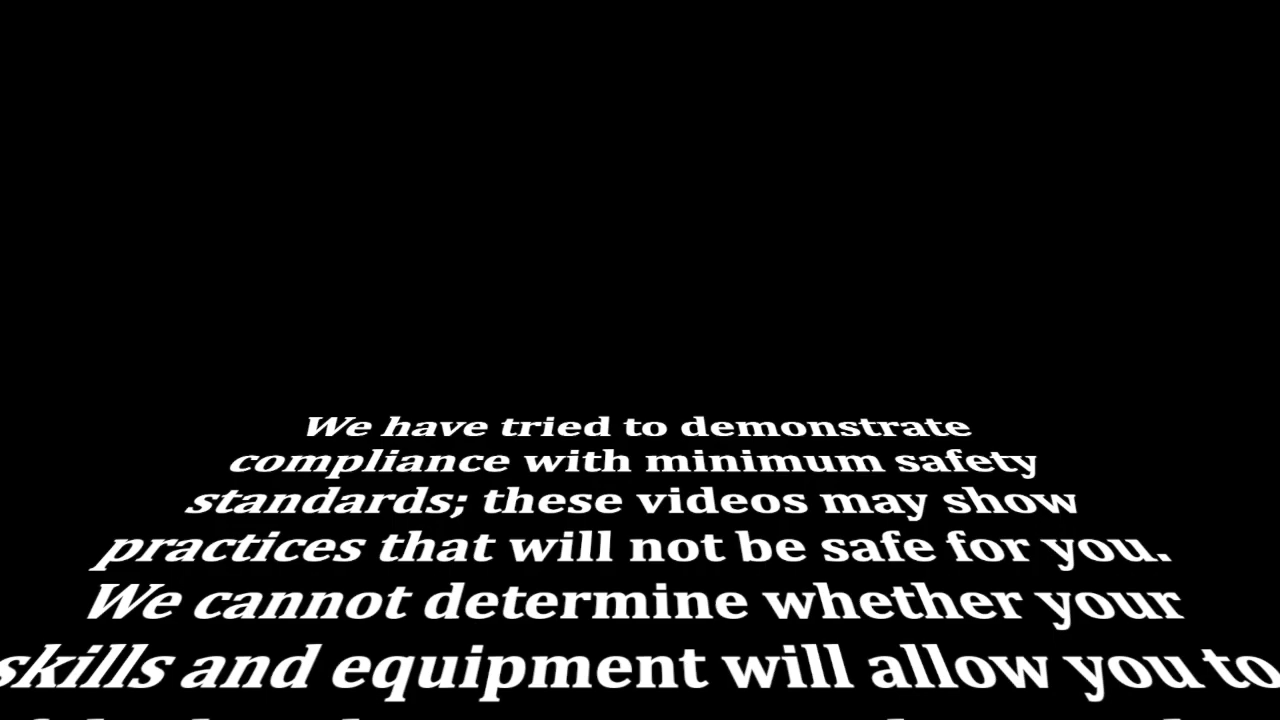 We have tried to demonstrate
compliance with minimum safety
standards; these videos may show
practices that will not be safe for you.
We cannot determine whether your
skills and equipment will allow you to